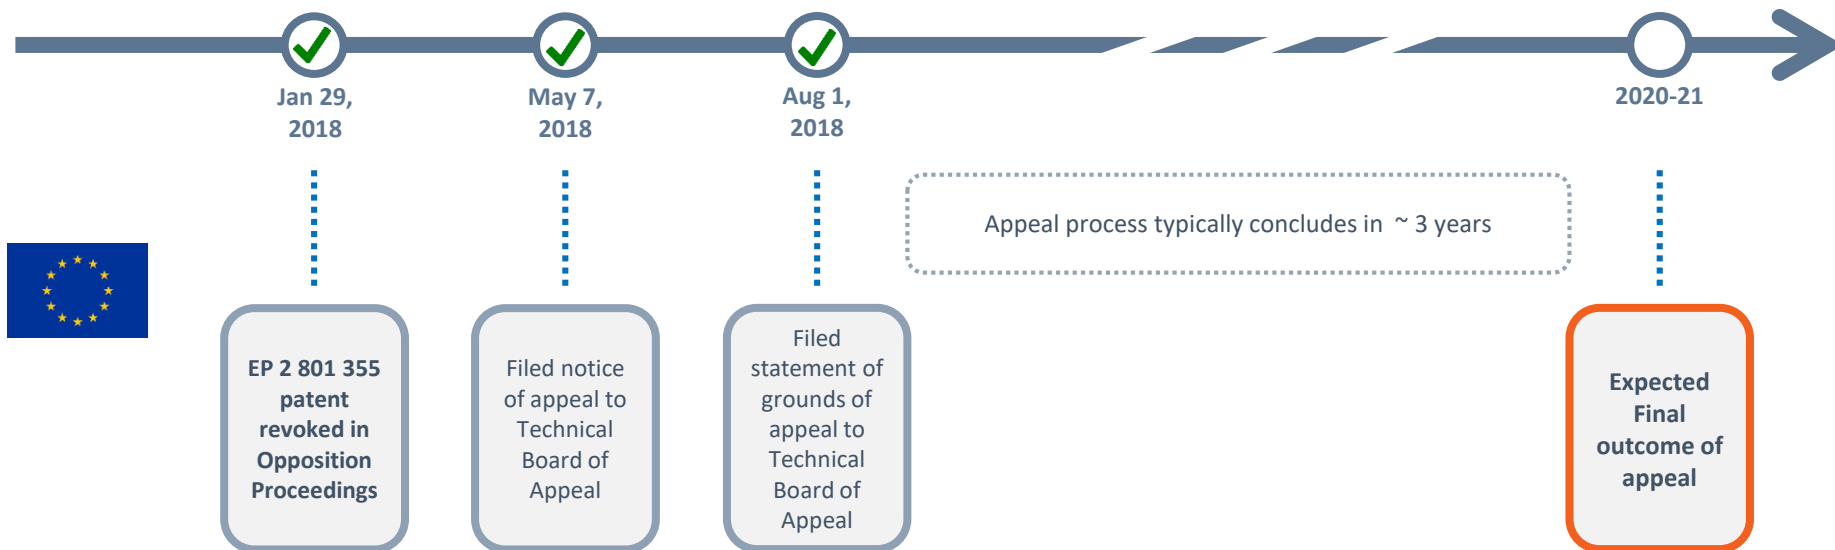 Jan 29,
2018
May 7,
2018
Aug 1,
2018
2020-21
Appeal process typically concludes in ~ 3 years
EP 2 801 355
patent
revoked in
Opposition
Proceedings
Filed notice
of appeal to
Technical
Board of
Appeal
Filed
statement of
grounds of
appeal to
Technical
Board of
Appeal
Expected
Final
outcome of
appeal